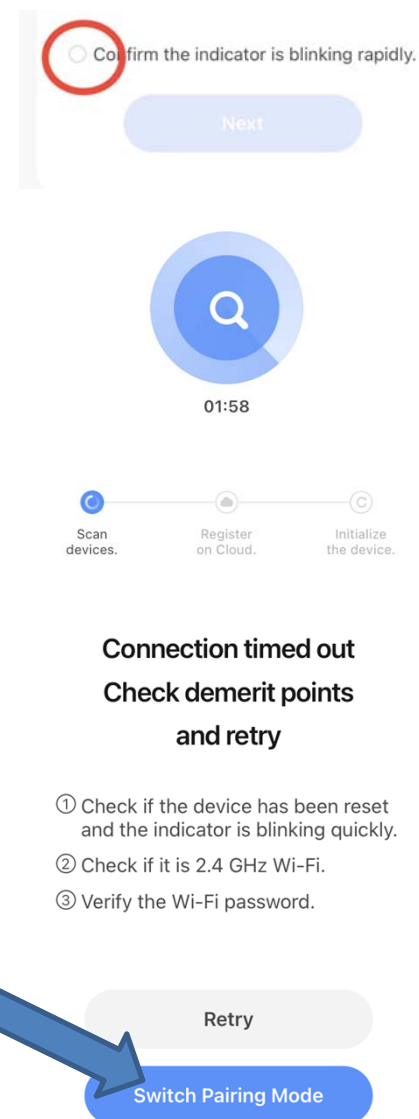 Confirm the indicator is blinking rapidly.
Next
01:58
Scan
devices.
Register
on Cloud.
Initialize
the device.
Connection timed out
Check demerit points
and retry
① Check if the device has been reset
and the indicator is blinking quickly.
② Check if it is 2.4 GHz Wi-Fi.
③ Verify the Wi-Fi password.
Retry
Switch Pairing Mode